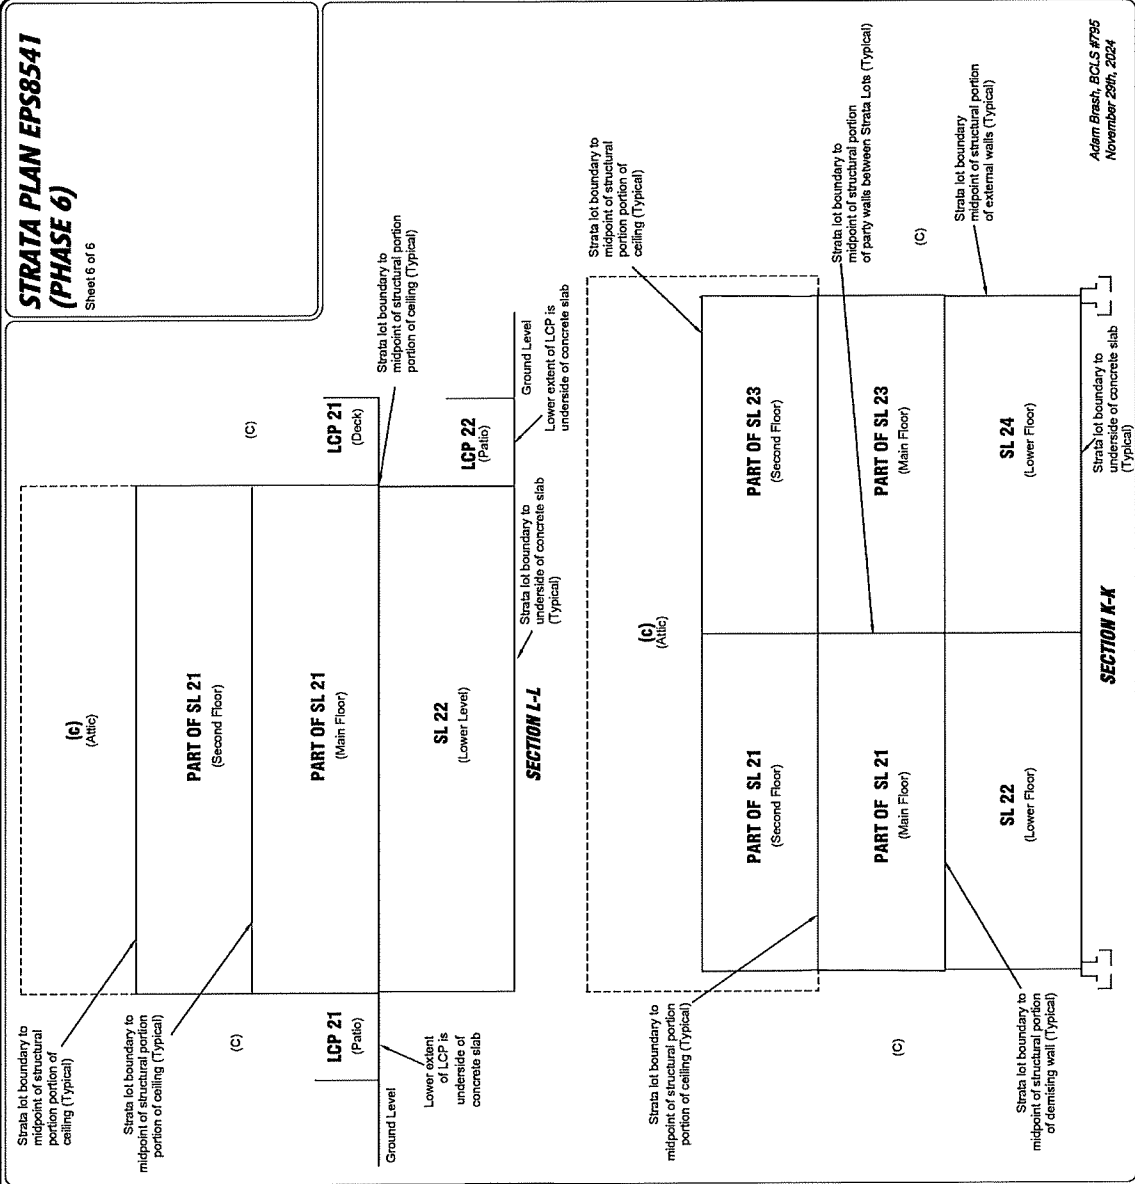 STRATA PLAN EPS8541
(PHASE 6)
Sheet 6 of 6
Strata lot boundary to
midpoint of structural
portion portion of
ceiling (Typical)
Strata lot boundary to
midpoint of structural portion
portion of ceiling (Typical)
(C)
LCP 21
(Patio)
Ground Level
Lower extent
of LCP is
underside of
concrete slab
(c)
(Attic)
PART OF SL 21
(Second Floor)
PART OF SL 21
(Main Floor)
SL 22
(Lower Level)
(C)
LCP 21
(Deck)
Strata lot boundary to
midpoint of structural portion
portion of ceiling (Typical)
LCP 22
(Patio)
Ground Level
Lower extent of LCP is
underside of concrete slab
Strata lot boundary to
underside of concrete slab
(Typical)
SECTION L-L
Strata lot boundary to
midpoint of structural
portion portion of
ceiling (Typical)
(c)
(Attic)
PART OF SL 21
(Second Floor)
PART OF SL 23
(Second Floor)
PART OF SL 21
(Main Floor)
PART OF SL 23
(Main Floor)
SL 22
(Lower Floor)
SL 24
(Lower Floor)
Strata lot boundary to
midpoint of structural portion
portion of ceiling (Typical)
(C)
Strata lot boundary to
midpoint of structural portion
of demising wall (Typical)
Strata lot boundary to
midpoint of structural portion
of party walls between Strata Lots (Typical)
(C)
Strata lot boundary
midpoint of structural portion
of external walls (Typical)
Strata lot boundary to
underside of concrete slab
(Typical)
SECTION K-K
Adam Brash, BCLS #795
November 29th, 2024